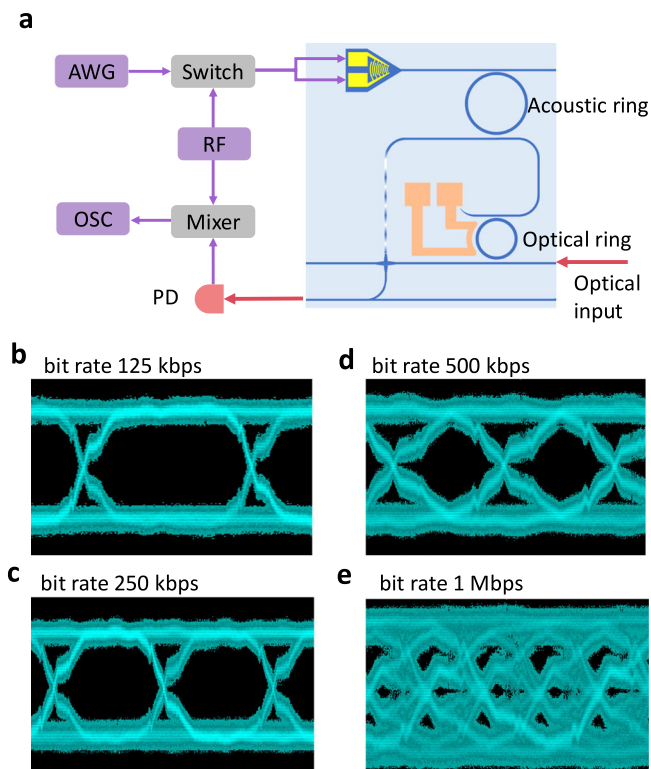 a
AWG
Switch
Acoustic ring
RF
OSC
Mixer
Optical ring
PD
Optical
input
b
bit rate 125 kbps
d
bit rate 500 kbps
c
bit rate 250 kbps
e
bit rate 1 Mbps